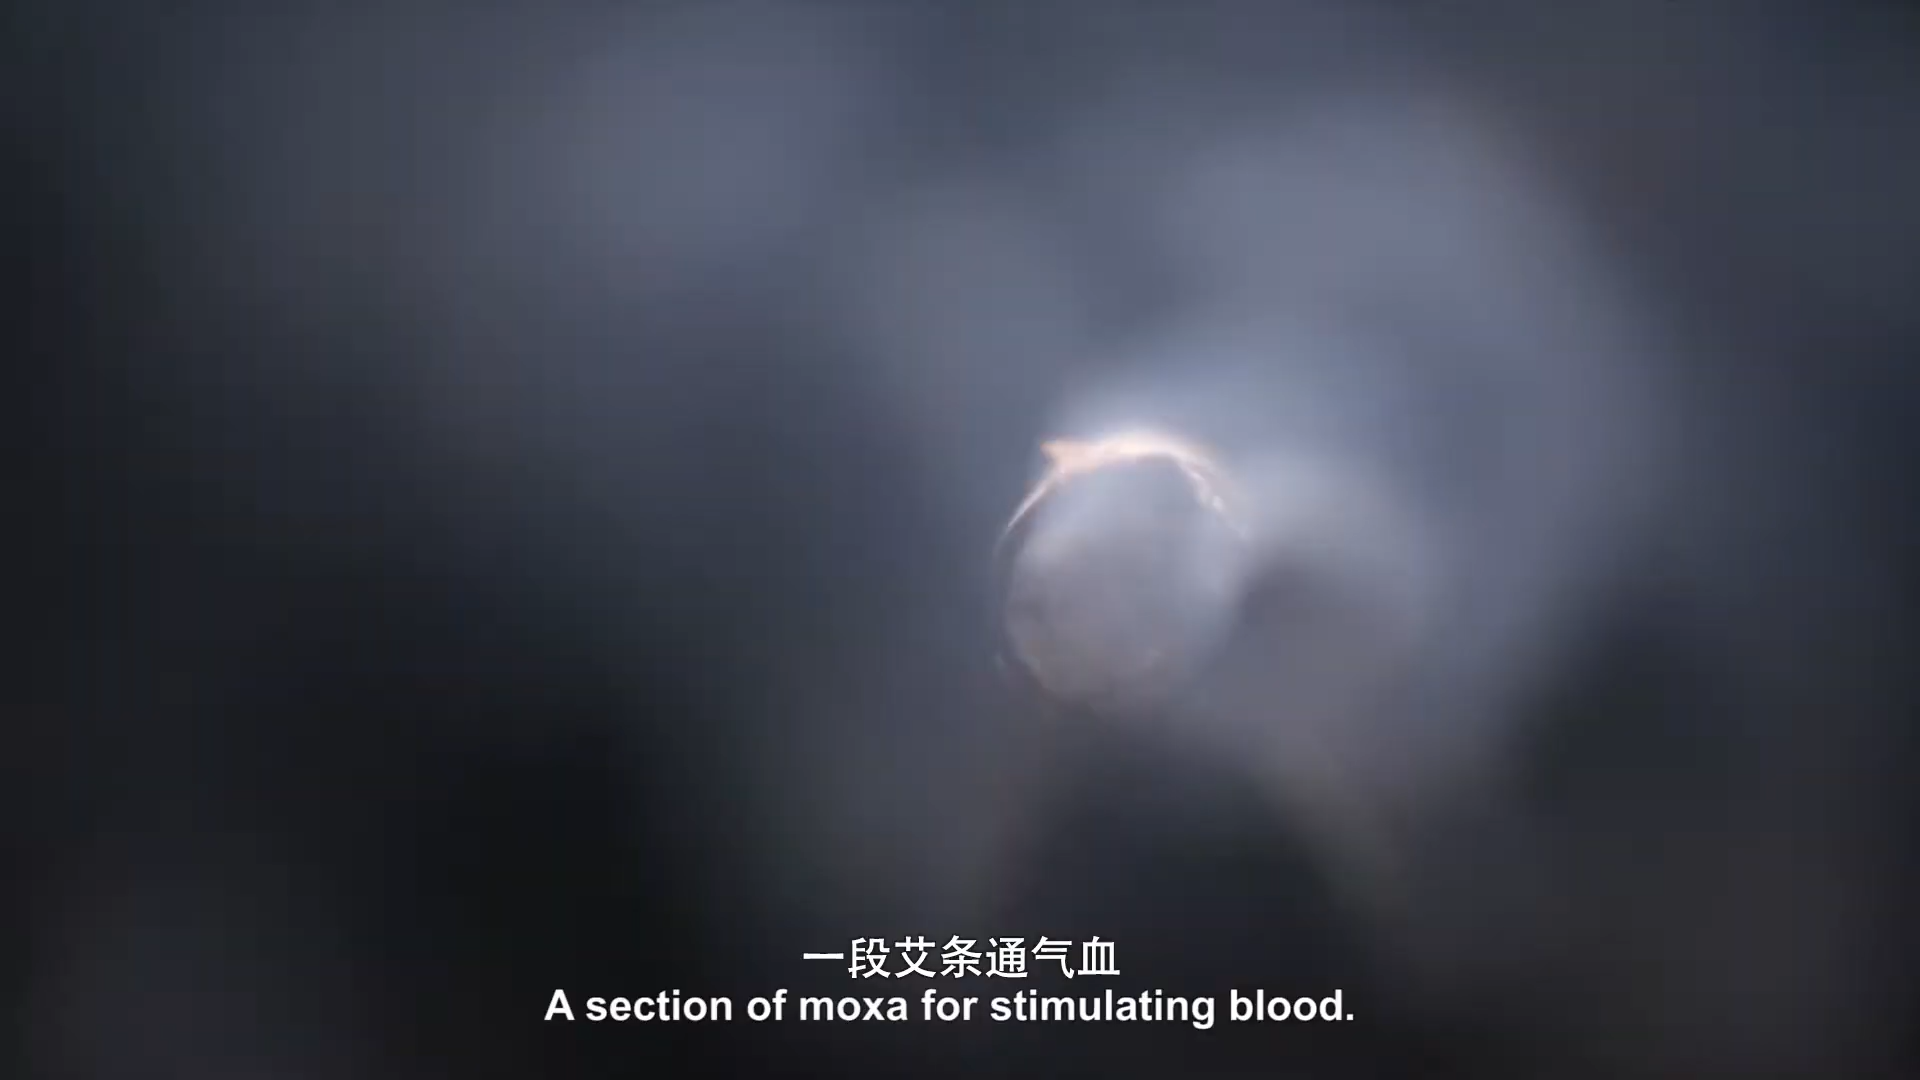 一段艾条通气血
A section of moxa for stimulating blood.